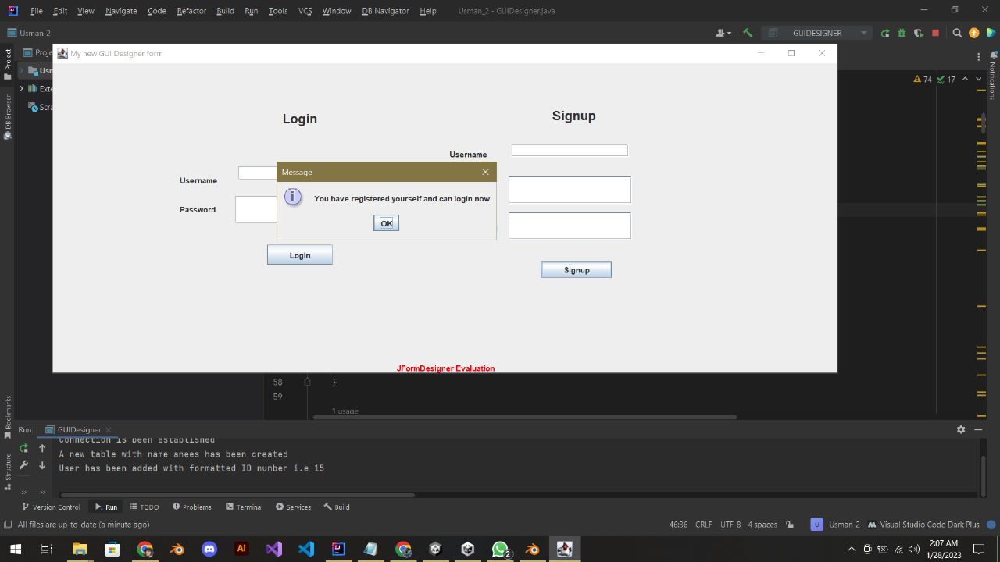 File Edit View Navigate Code Refactor Build Run Tools VCS Window DB Navigator Help Usman_2 - GUIDesigner.java
Usman_2
GUIDESIGNER
Project
My new GUI Designer form
74 17
DB Browser
Notifications
Login
Signup
Username
Username
Password
Message
You have registered yourself and can login now
OK
Login
Signup
JFormDesigner Evaluation
58 }
59
1 usage
Bookmarks
Structure
Run: GUIDesigner
Connection is been established
A new table with name anees has been created
User has been added with formatted ID number i.e 15
Version Control Run TODO Problems Terminal Services Build
All files are up-to-date (a minute ago) 46:36 CRLF UTF-8 4 spaces U Usman_2 Visual Studio Code Dark Plus
Ai 2
2:07 AM
1/28/2023